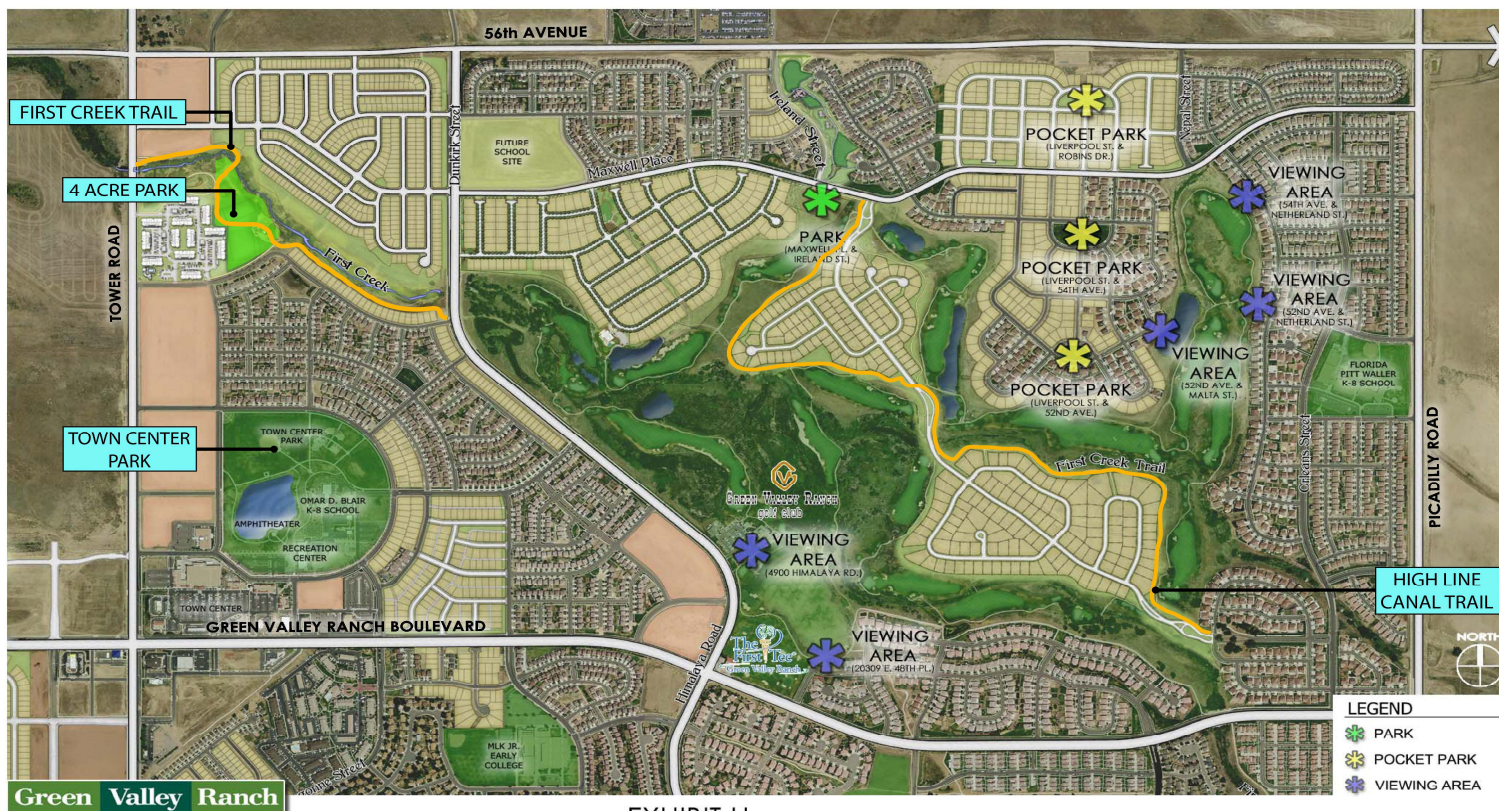 56th AVENUE
FIRST CREEK TRAIL
4 ACRE PARK
TOWER ROAD
Dunkirk Street
FUTURE
SCHOOL
SITE
Maxwell Place
Ireland Street
Nepal Street
POCKET PARK
(LIVERPOOL ST. &
ROBINS DR.)
VIEWING
AREA
(54TH AVE. &
NETHERLAND ST.)
PARK
(MAXWELL PL. &
IRELAND ST.)
POCKET PARK
(LIVERPOOL ST. &
54TH AVE.)
VIEWING
AREA
(52ND AVE. &
NETHERLAND ST.)
First Creek
VIEWING
AREA
(52ND AVE. &
MALTA ST.)
POCKET PARK
(LIVERPOOL ST. &
52ND AVE.)
FLORIDA
PITT WALLER
K-8 SCHOOL
TOWN CENTER
PARK
TOWN CENTER
PARK
OMAR D. BLAIR
K-8 SCHOOL
AMPHITHEATER
RECREATION
CENTER
TOWN CENTER
GREEN VALLEY RANCH BOULEVARD
First Creek Trail
Orleans Street
PICADILLY ROAD
Green Valley Ranch
golf club
VIEWING
AREA
(4900 HIMALAYA RD.)
HIGH LINE
CANAL TRAIL
Himalaya Road
The
First Tee
Green Valley Ranch
VIEWING
AREA
(20309 E. 48TH PL.)
NORTH
MLK JR.
EARLY
COLLEGE
Street
LEGEND
PARK
POCKET PARK
VIEWING AREA
Green Valley Ranch